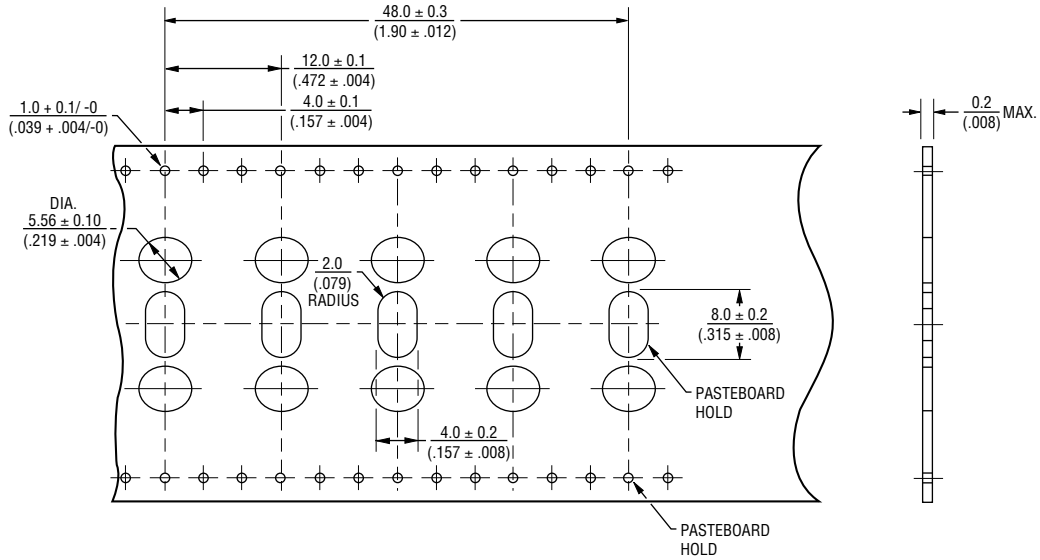 48.0 ± 0.3
(1.90 ± .012)
12.0 ± 0.1
(.472 ± .004)
4.0 ± 0.1
(.157 ± .004)
1.0 + 0.1/ -0
(.039 + .004/-0)
0.2
(.008)
MAX.
DIA.
5.56 ± 0.10
(.219 ± .004)
2.0
(.079)
RADIUS
8.0 ± 0.2
(.315 ± .008)
PASTEBOARD
HOLD
4.0 ± 0.2
(.157 ± .008)
PASTEBOARD
HOLD